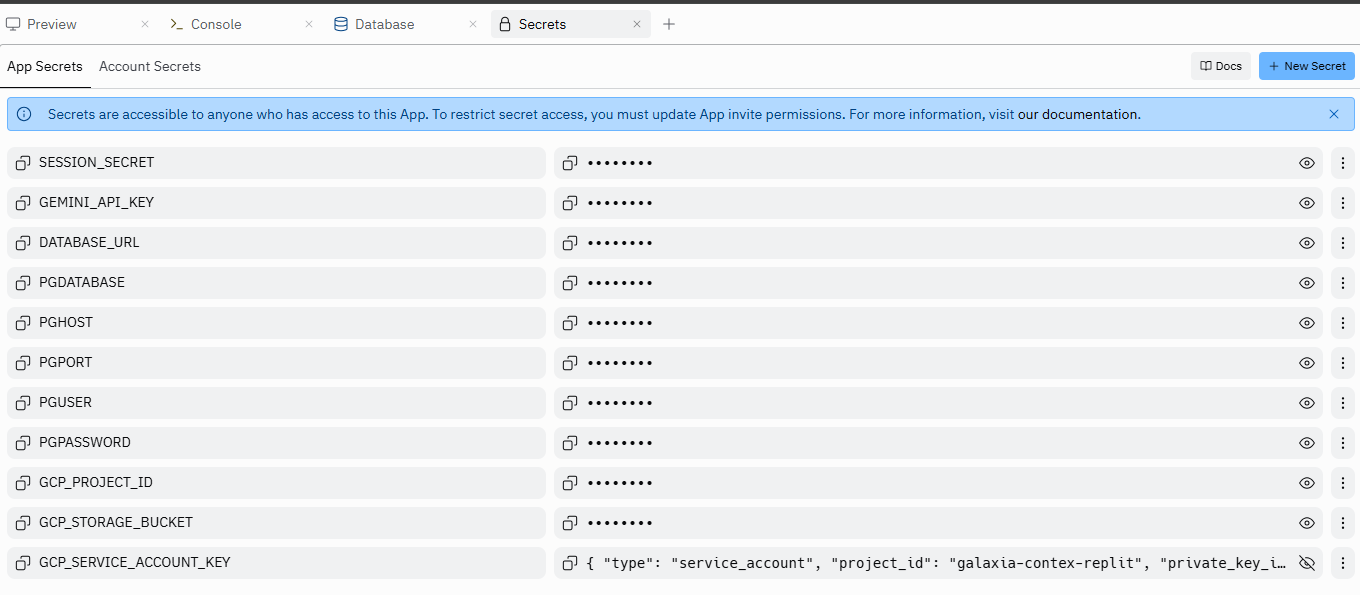 Preview Console Database Secrets
App Secrets Account Secrets Docs + New Secret
Secrets are accessible to anyone who has access to this App. To restrict secret access, you must update App invite permissions. For more information, visit our documentation.
SESSION_SECRET ••••••••
GEMINI_API_KEY ••••••••
DATABASE_URL ••••••••
PGDATABASE ••••••••
PGHOST ••••••••
PGPORT ••••••••
PGUSER ••••••••
PGPASSWORD ••••••••
GCP_PROJECT_ID ••••••••
GCP_STORAGE_BUCKET ••••••••
GCP_SERVICE_ACCOUNT_KEY { "type": "service_account", "project_id": "galaxia-contex-replit", "private_key_i…